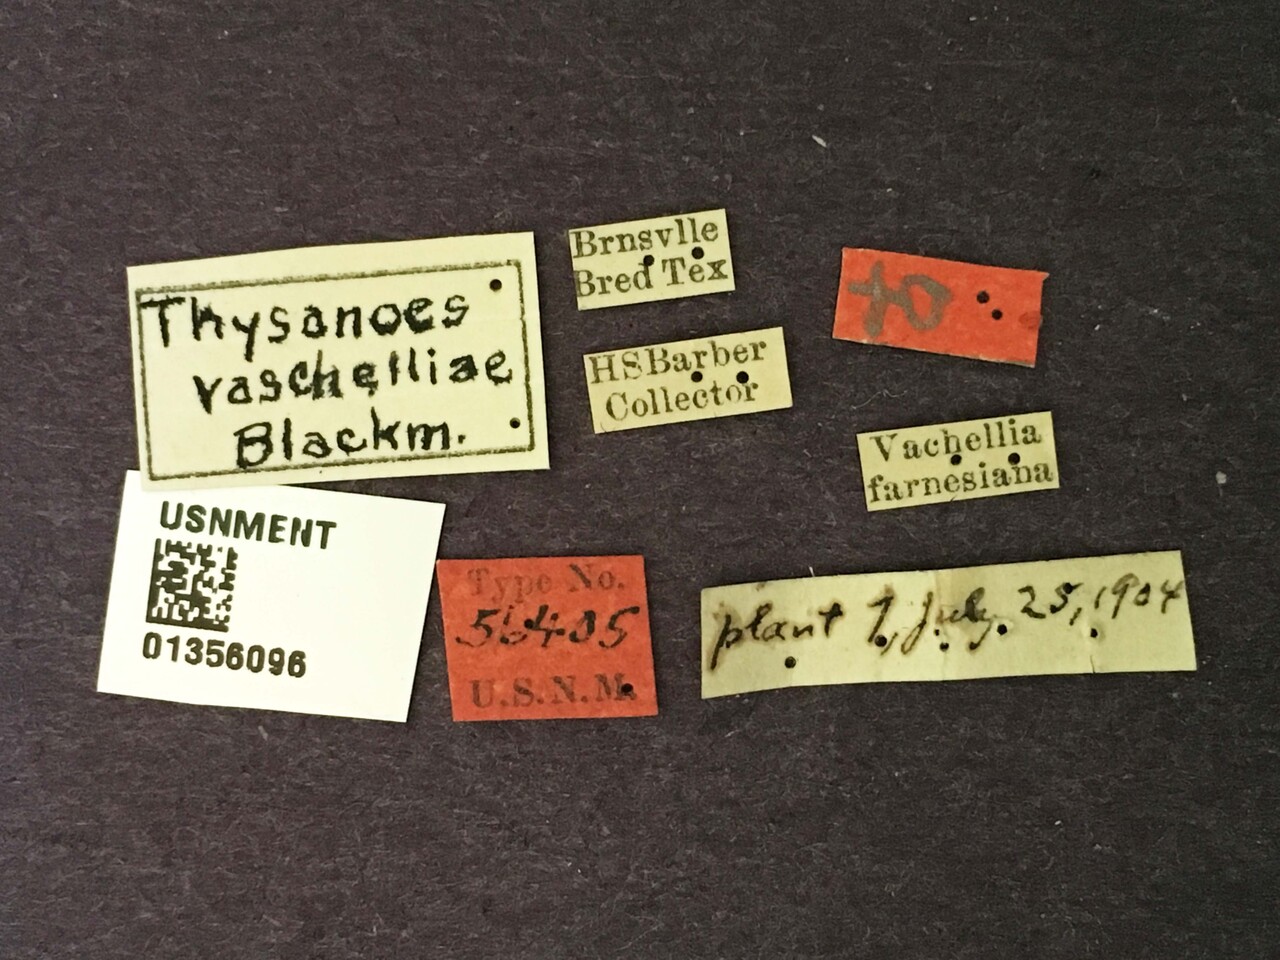 Thysanoes
vaschelliae
Blackm.
Brnsvlle
Bred Tex
HSBarber
Collector
♀
Vachellia
farnesiana
USNMENT
01356096
Type No.
56405
U.S.N.M.
plant 7, July 25, 1904